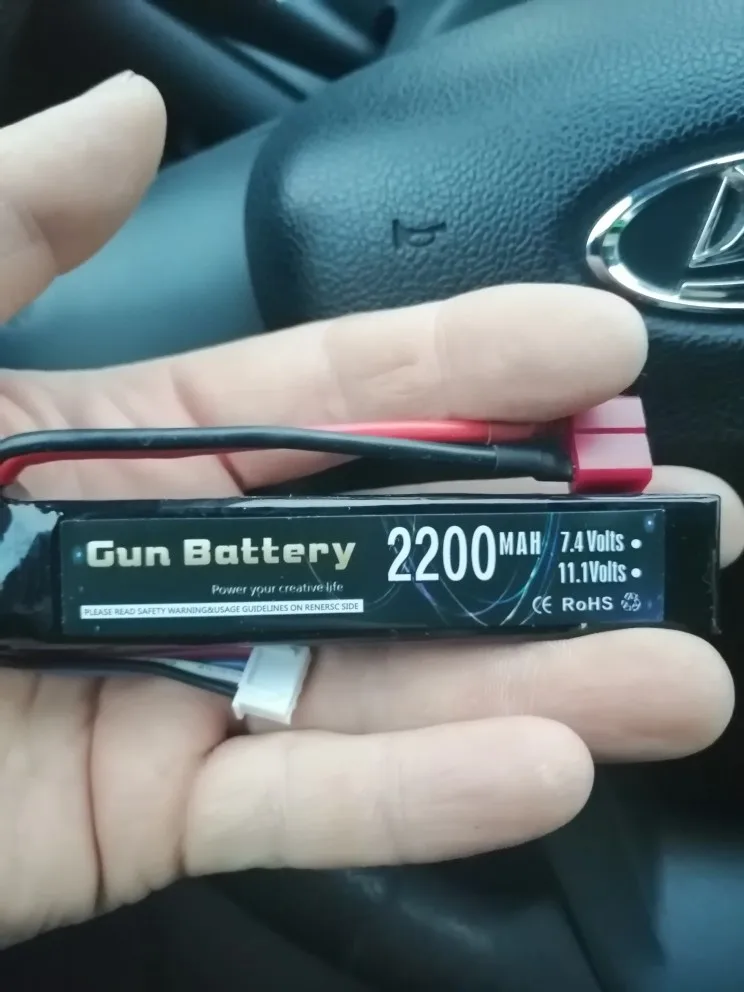 Gun Battery
2200MAH
7.4 Volts
11.1Volts
Power your creative life
PLEASE READ SAFETY WARNING&USAGE GUIDELINES ON RENERSC SIDE
CE RoHS